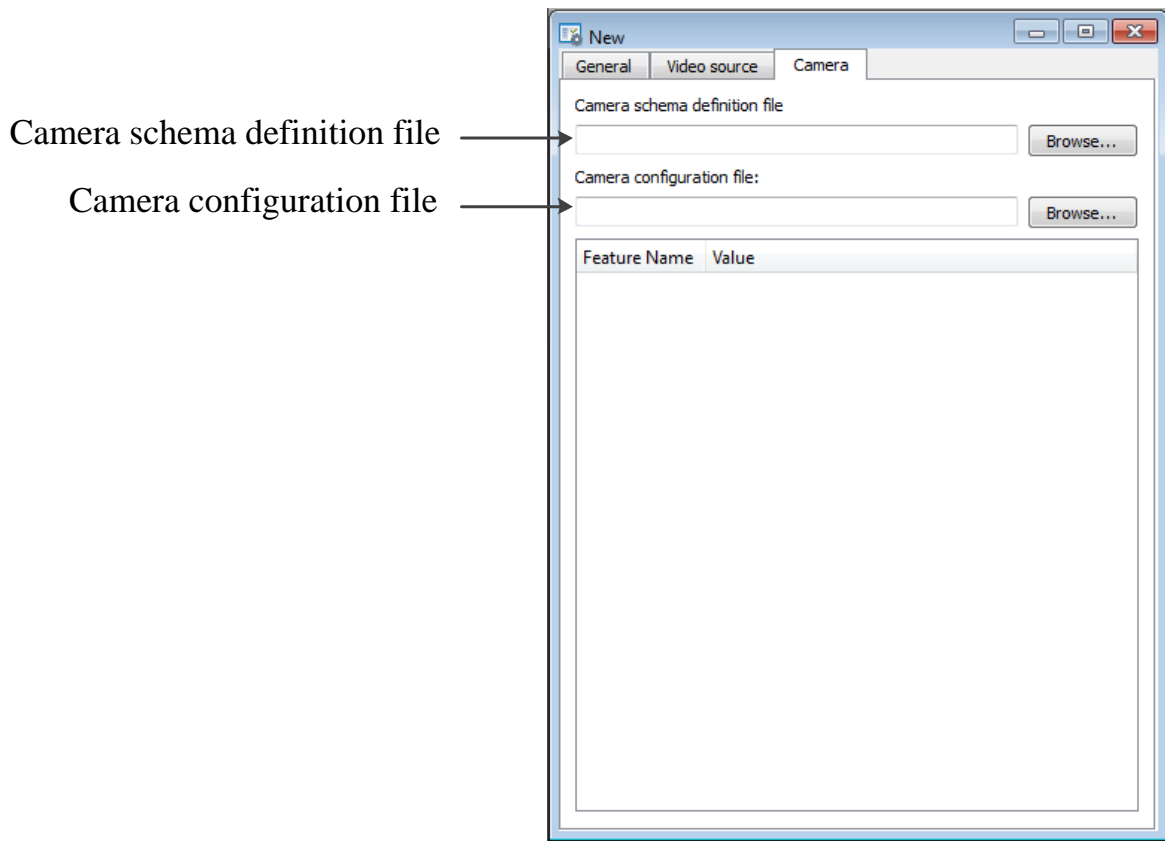 New
General Video source Camera
Camera schema definition file
Camera schema definition file
Browse...
Camera configuration file:
Camera configuration file
Browse...
Feature Name Value